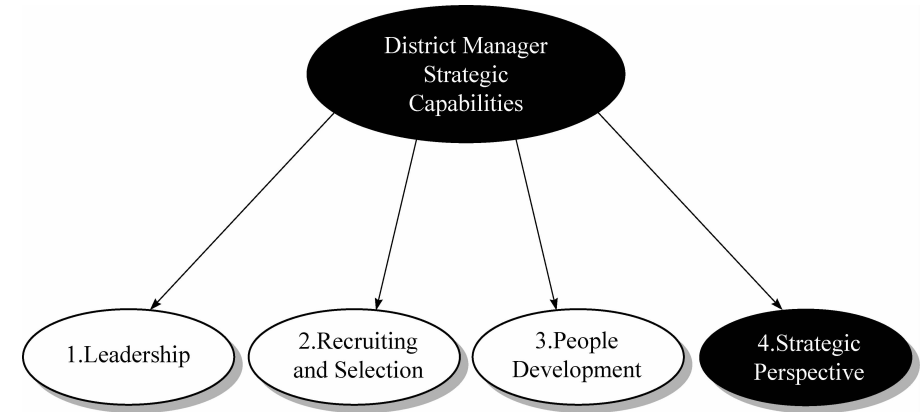 District Manager
Strategic
Capabilities
1.Leadership
2.Recruiting
and Selection
3.People
Development
4.Strategic
Perspective